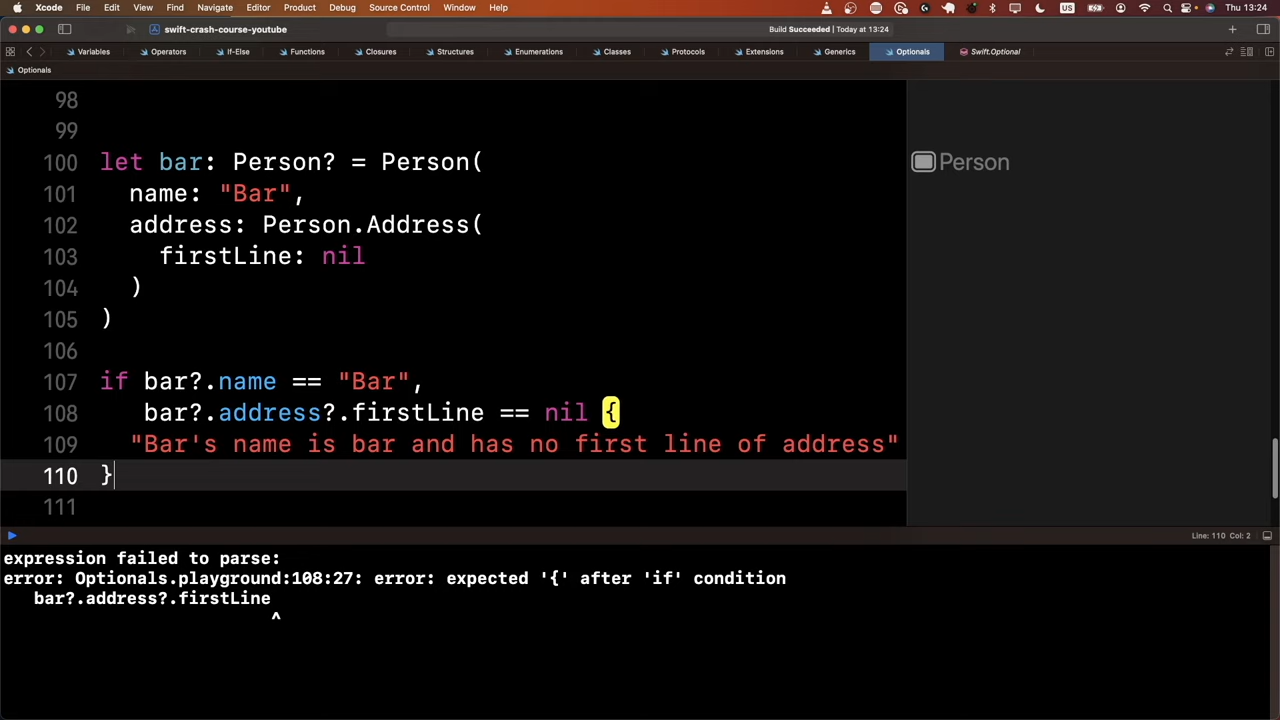 Xcode File Edit View Find Navigate Editor Product Debug Source Control Window Help US Thu 13:24
swift-crash-course-youtube Build Succeeded | Today at 13:24
Variables Operators If-Else Functions Closures Structures Enumerations Classes Protocols Extensions Generics Optionals Swift.Optional
Optionals
98
99
100 let bar: Person? = Person( Person
101 name: "Bar",
102 address: Person.Address(
103 firstLine: nil
104 )
105 )
106
107 if bar?.name == "Bar",
108 bar?.address?.firstLine == nil {
109 "Bar's name is bar and has no first line of address"
110 }
111
Line: 110 Col: 2
expression failed to parse:
error: Optionals.playground:108:27: error: expected '{' after 'if' condition
bar?.address?.firstLine
^